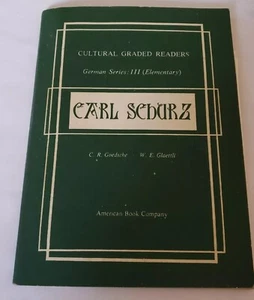 CULTURAL GRADED READERS
German Series: III (Elementary)
CARL SCHURZ
C. R. Goedsche W. E. Glaettli
American Book Company